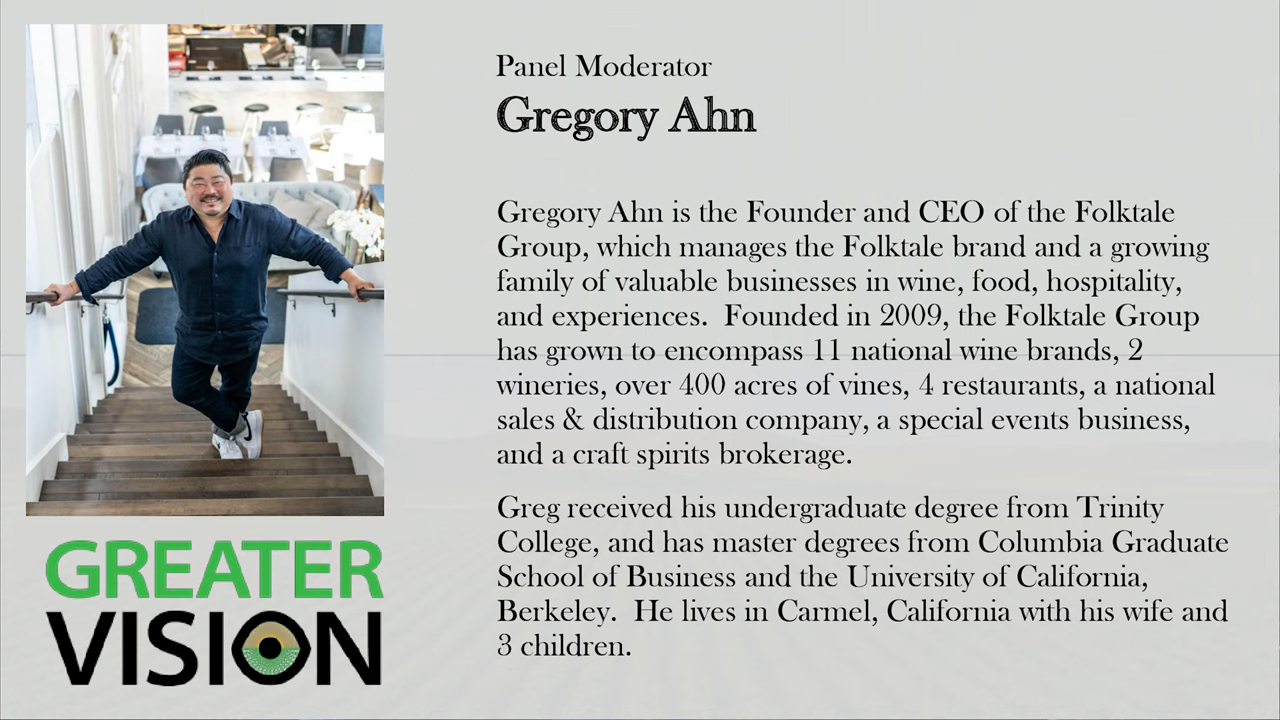 Panel Moderator
Gregory Ahn
Gregory Ahn is the Founder and CEO of the Folktale
Group, which manages the Folktale brand and a growing
family of valuable businesses in wine, food, hospitality,
and experiences.  Founded in 2009, the Folktale Group
has grown to encompass 11 national wine brands, 2
wineries, over 400 acres of vines, 4 restaurants, a national
sales & distribution company, a special events business,
and a craft spirits brokerage.
Greg received his undergraduate degree from Trinity
College, and has master degrees from Columbia Graduate
School of Business and the University of California,
Berkeley.  He lives in Carmel, California with his wife and
3 children.
GREATER
VISION